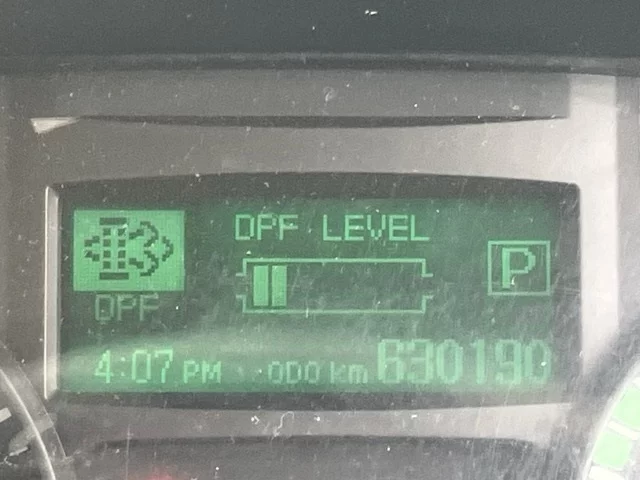 DPF LEVEL
P
DPF
4:07 PM ODO km 630190